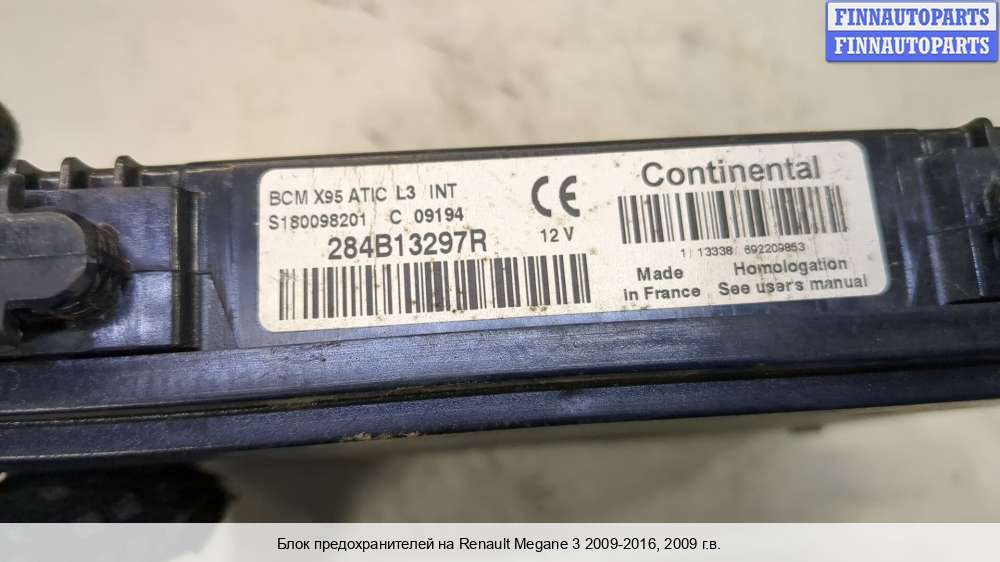 FINNAUTOPARTS
FINNAUTOPARTS
BCM X95 ATIC L3 INT
S180098201 C 09194
284B13297R
CE
12 V
Continental
1/ 13338/ 692209853
Made
in France
Homologation
See user's manual
Блок предохранителей на Renault Megane 3 2009-2016, 2009 г.в.